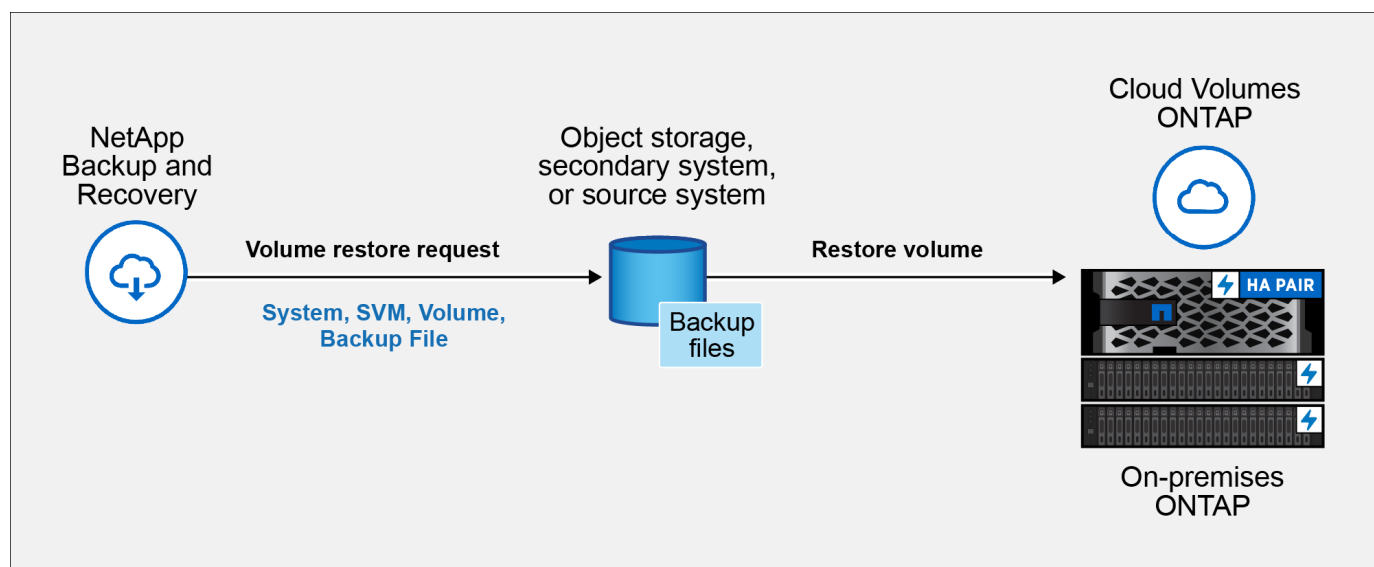 NetApp
Backup and
Recovery
Volume restore request
System, SVM, Volume,
Backup File
Object storage,
secondary system,
or source system
Backup
files
Restore volume
Cloud Volumes
ONTAP
HA PAIR
On-premises
ONTAP